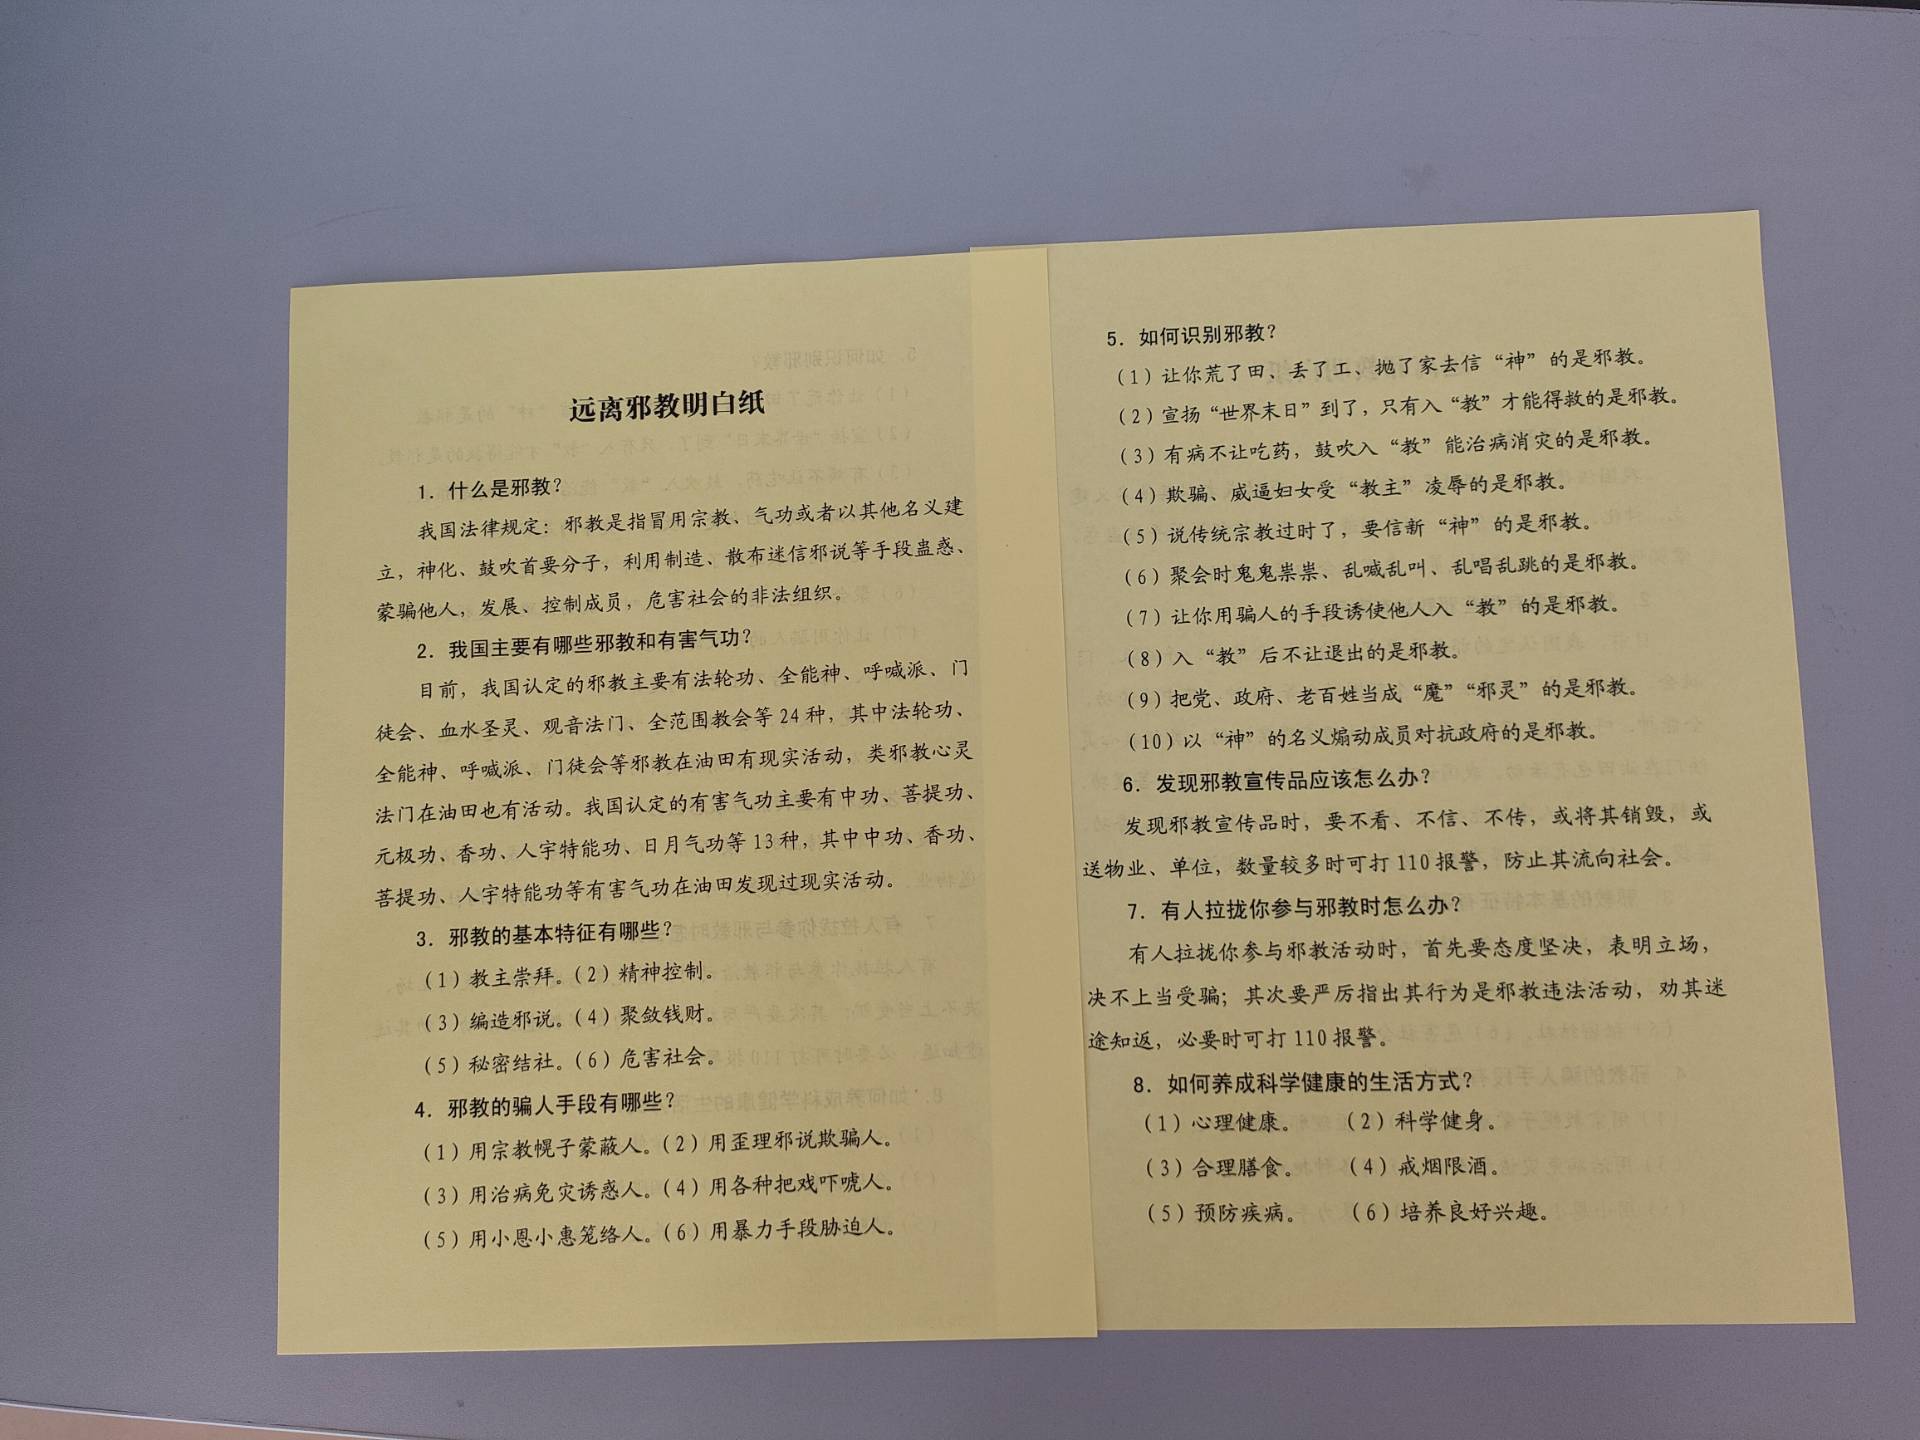 远离邪教明白纸
1. 什么是邪教？
我国法律规定：邪教是指冒用宗教、气功或者以其他名义建
立，神化、鼓吹首要分子，利用制造、散布迷信邪说等手段蛊惑、
蒙骗他人，发展、控制成员，危害社会的非法组织。
2. 我国主要有哪些邪教和有害气功？
目前，我国认定的邪教主要有法轮功、全能神、呼喊派、门
徒会、血水圣灵、观音法门、全范围教会等 24 种，其中法轮功、
全能神、呼喊派、门徒会等邪教在油田有现实活动，类邪教心灵
法门在油田也有活动。我国认定的有害气功主要有中功、菩提功、
元极功、香功、人宇特能功、日月气功等 13 种，其中中功、香功、
菩提功、人宇特能功等有害气功在油田发现过现实活动。
3. 邪教的基本特征有哪些？
（1）教主崇拜。（2）精神控制。
（3）编造邪说。（4）聚敛钱财。
（5）秘密结社。（6）危害社会。
4. 邪教的骗人手段有哪些？
（1）用宗教幌子蒙蔽人。（2）用歪理邪说欺骗人。
（3）用治病免灾诱惑人。（4）用各种把戏吓唬人。
（5）用小恩小惠笼络人。（6）用暴力手段胁迫人。
5. 如何识别邪教？
（1）让你荒了田、丢了工、抛了家去信“神”的是邪教。
（2）宣扬“世界末日”到了，只有入“教”才能得救的是邪教。
（3）有病不让吃药，鼓吹入“教”能治病消灾的是邪教。
（4）欺骗、威逼妇女受“教主”凌辱的是邪教。
（5）说传统宗教过时了，要信新“神”的是邪教。
（6）聚会时鬼鬼祟祟、乱喊乱叫、乱唱乱跳的是邪教。
（7）让你用骗人的手段诱使他人入“教”的是邪教。
（8）入“教”后不让退出的是邪教。
（9）把党、政府、老百姓当成“魔”“邪灵”的是邪教。
（10）以“神”的名义煽动成员对抗政府的是邪教。
6. 发现邪教宣传品应该怎么办？
发现邪教宣传品时，要不看、不信、不传，或将其销毁，或
送物业、单位，数量较多时可打 110 报警，防止其流向社会。
7. 有人拉拢你参与邪教时怎么办？
有人拉拢你参与邪教活动时，首先要态度坚决，表明立场，
决不上当受骗；其次要严厉指出其行为是邪教违法活动，劝其迷
途知返，必要时可打 110 报警。
8. 如何养成科学健康的生活方式？
（1）心理健康。 （2）科学健身。
（3）合理膳食。 （4）戒烟限酒。
（5）预防疾病。 （6）培养良好兴趣。